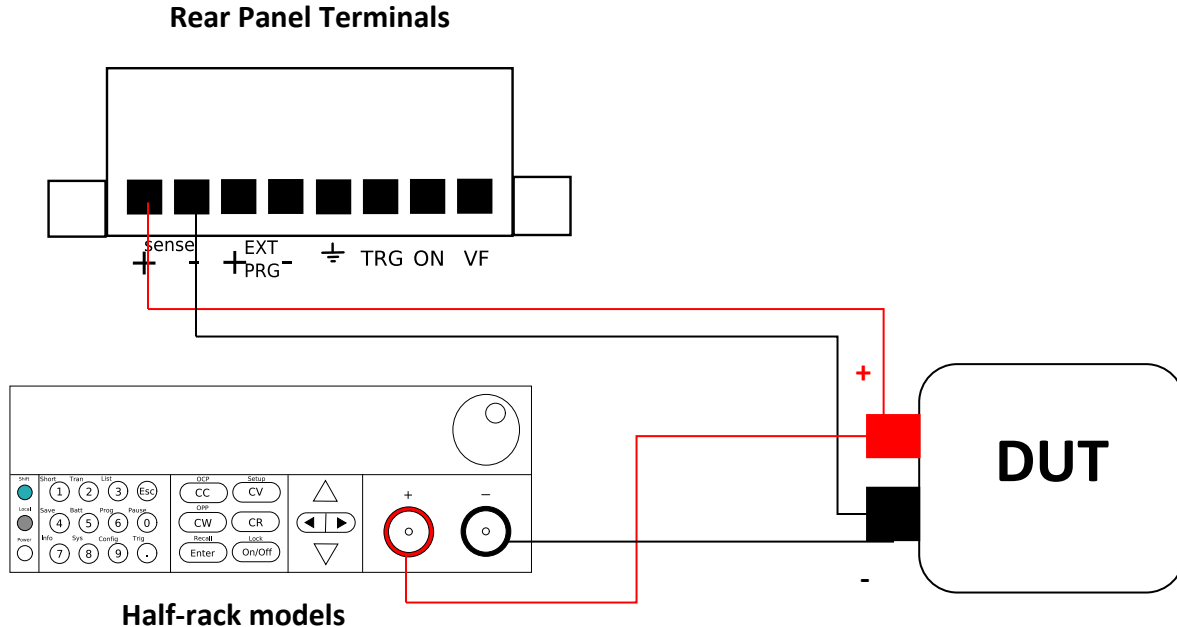 Rear Panel Terminals
sense
+ - + EXT PRG - TRG ON VF
+
DUT
-
+ −
Shift Short Tran List
1 2 3 Esc
OCP Setup
CC CV
Local Save Batt Prog Pause
4 5 6 0
OPP
CW CR
Power Info Sys Config Trig
7 8 9 .
Recall Lock
Enter On/Off
Half-rack models